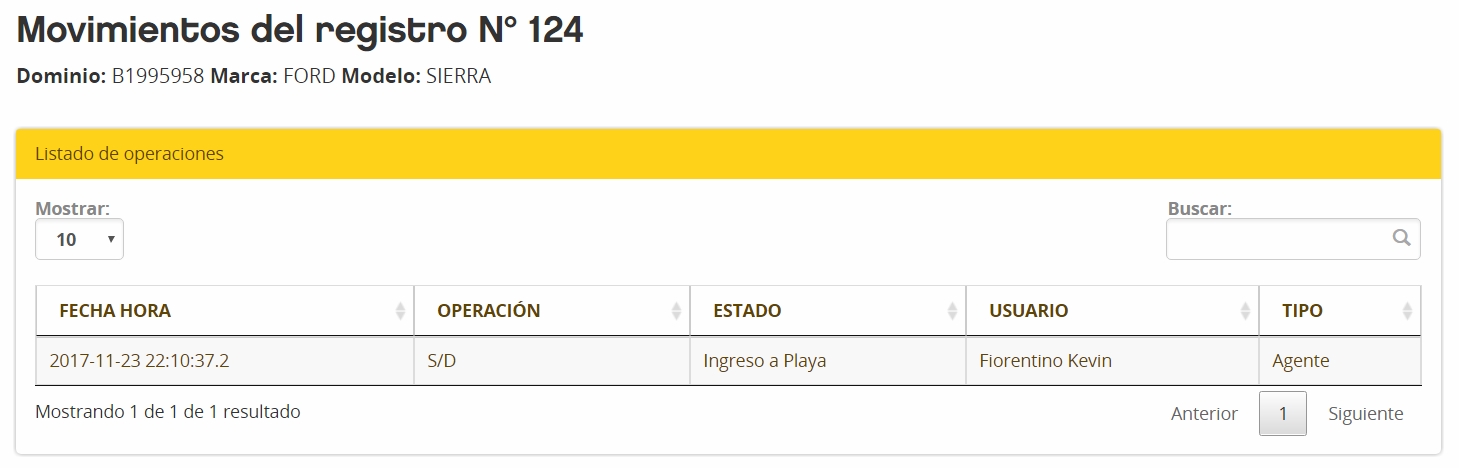 Movimientos del registro N° 124
Dominio: B1995958 Marca: FORD Modelo: SIERRA
Listado de operaciones
Mostrar: Buscar:
10
FECHA HORA OPERACIÓN ESTADO USUARIO TIPO
2017-11-23 22:10:37.2 S/D Ingreso a Playa Fiorentino Kevin Agente
Mostrando 1 de 1 de 1 resultado Anterior 1 Siguiente